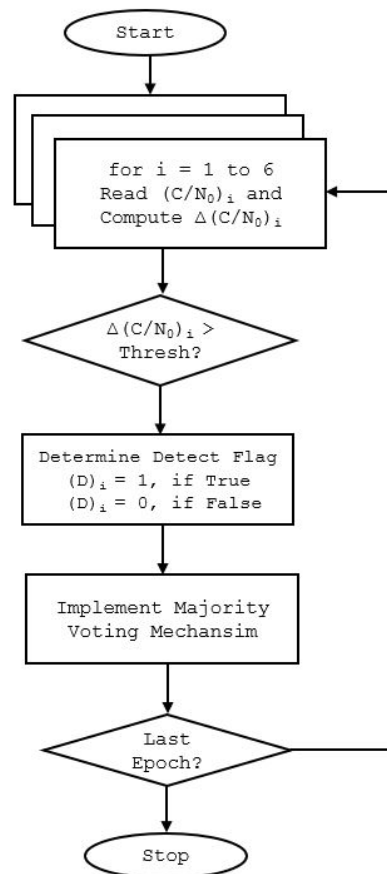 Start
for i = 1 to 6
Read (C/N₀)ᵢ and
Compute Δ(C/N₀)ᵢ
Δ(C/N₀)ᵢ >
Thresh?
Determine Detect Flag
(D)ᵢ = 1, if True
(D)ᵢ = 0, if False
Implement Majority
Voting Mechansim
Last
Epoch?
Stop